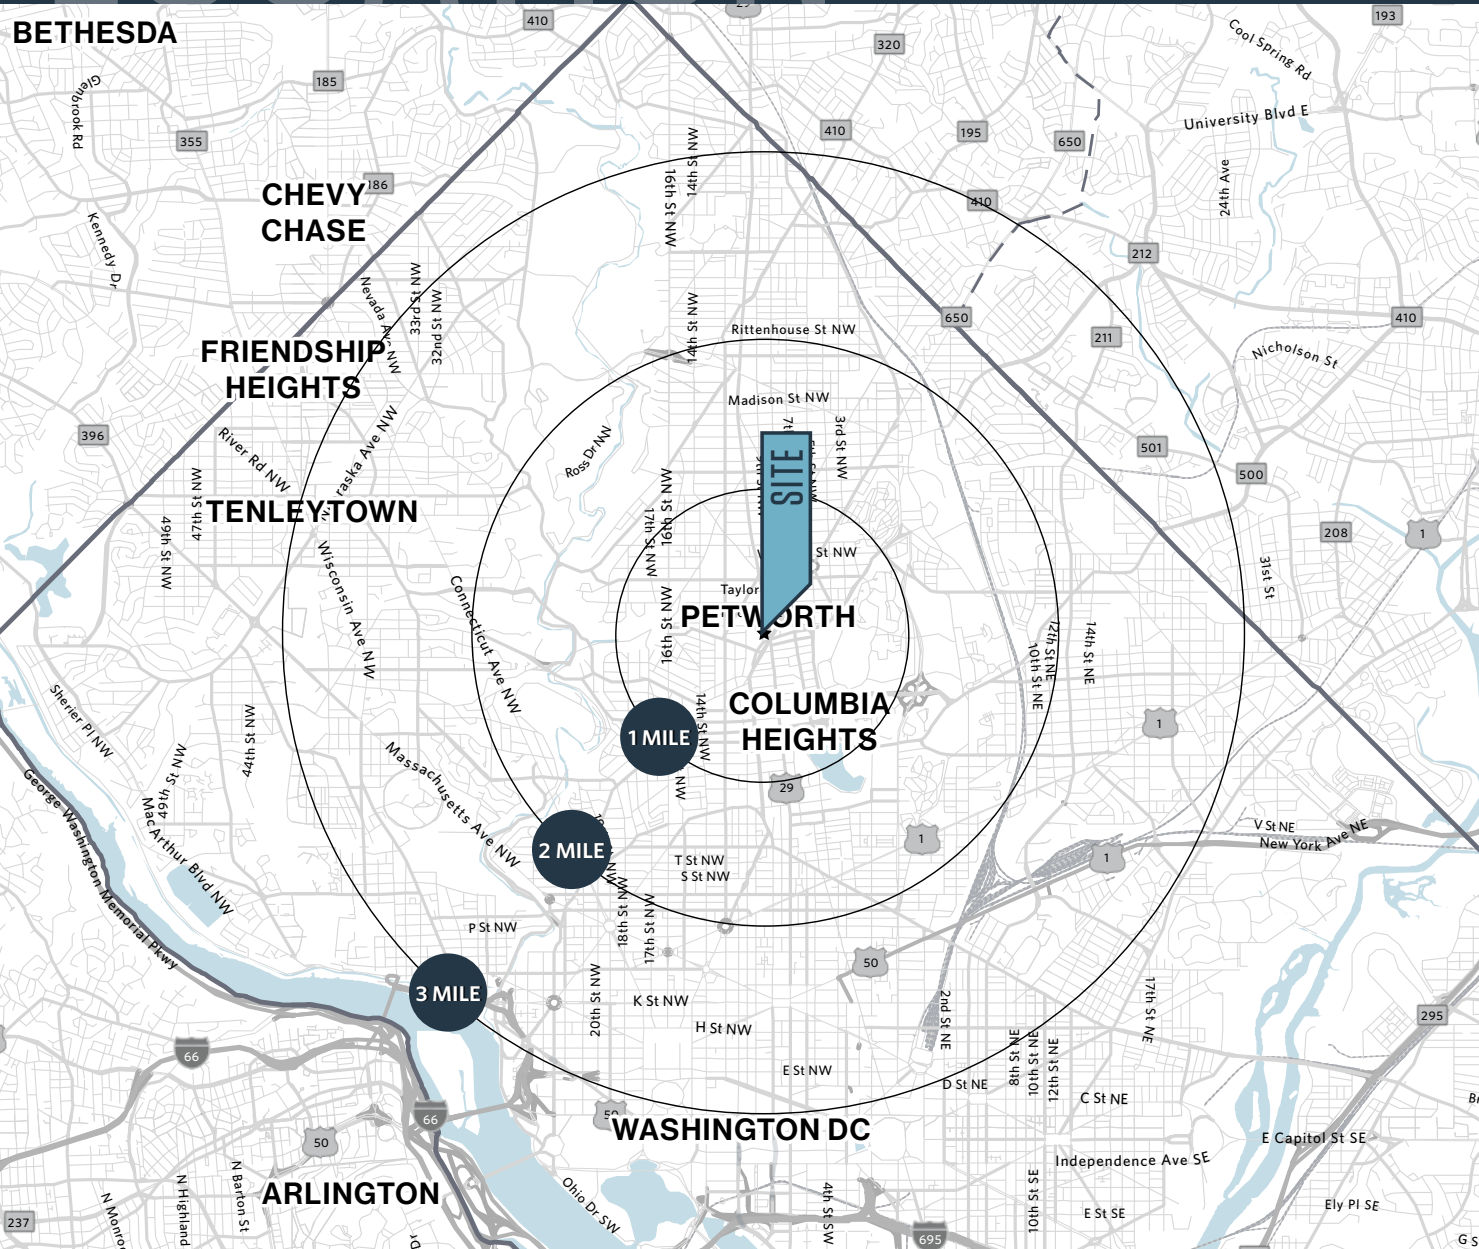 29
BETHESDA
410
193
320
Cool Spring Rd
185
Glenbrook Rd
355
410
195
650
University Blvd E
14th St NW
16th St NW
24th Ave
CHEVY
CHASE
186
410
Kennedy Dr
212
Nevada Ave NW
33rd St NW
32nd St NW
14th St NW
Rittenhouse St NW
650
410
211
Nicholson St
FRIENDSHIP
HEIGHTS
Madison St NW
396
River Rd NW
raska Ave NW
Ross Dr NW
3rd St NW
SITE
501
500
47th St NW
TENLEYTOWN
49th St NW
17th St NW
16th St NW
208
1
St NW
Wisconsin Ave NW
Connecticut Ave NW
16th St NW
Taylor
PETWORTH
31st St
12th St NE
10th St NE
14th St NE
Sherier Pl NW
44th St NW
14th St NW
COLUMBIA
HEIGHTS
1
1 MILE
NW
29
49th St NW
Massachusetts Ave NW
George Washington Memorial Pkwy
MacArthur Blvd NW
2 MILE
1
V St NE
New York Ave NE
1
T St NW
S St NW
18th St NW
17th St NW
P St NW
50
3 MILE
20th St NW
K St NW
H St NW
2nd St NE
17th St NE
295
66
E St NW
D St NE
8th St NE
10th St NE
12th St NE
C St NE
66
50
WASHINGTON DC
50
E Capitol St SE
Independence Ave SE
ARLINGTON
N Barton St
N Highland
N Monro
Ohio Dr SW
4th St SW
10th St SE
E St SE
Ely Pl SE
237
695
G S